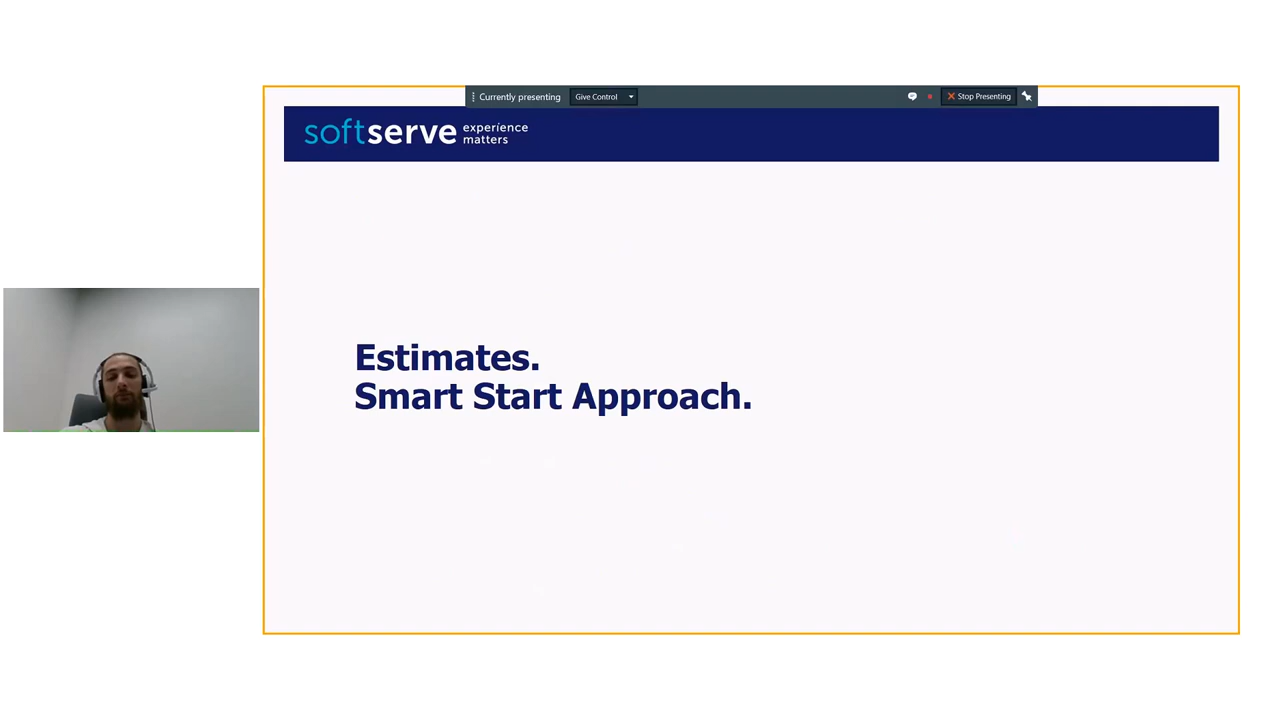 Currently presenting Give Control Stop Presenting
softserve experience
matters
Estimates.
Smart Start Approach.